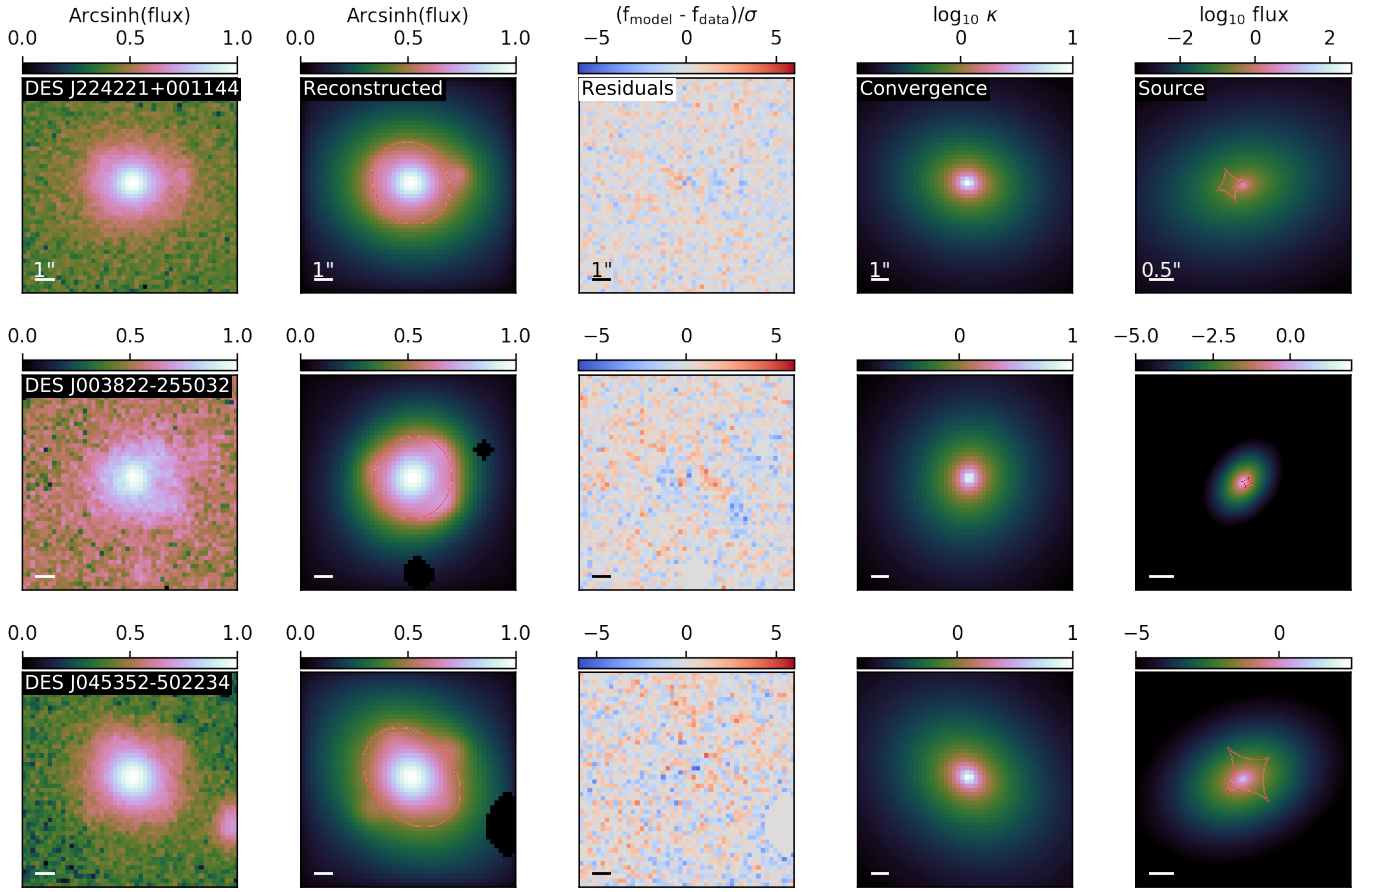 Arcsinh(flux) Arcsinh(flux) (f_model - f_data)/σ log₁₀ κ log₁₀ flux
0.0 0.5 1.0 0.0 0.5 1.0 −5 0 5 0 1 −2 0 2
DES J224221+001144 Reconstructed Residuals Convergence Source
1" 1" 1" 1" 0.5"
0.0 0.5 1.0 0.0 0.5 1.0 −5 0 5 0 1 −5.0 −2.5 0.0
DES J003822-255032
0.0 0.5 1.0 0.0 0.5 1.0 −5 0 5 0 1 −5 0
DES J045352-502234